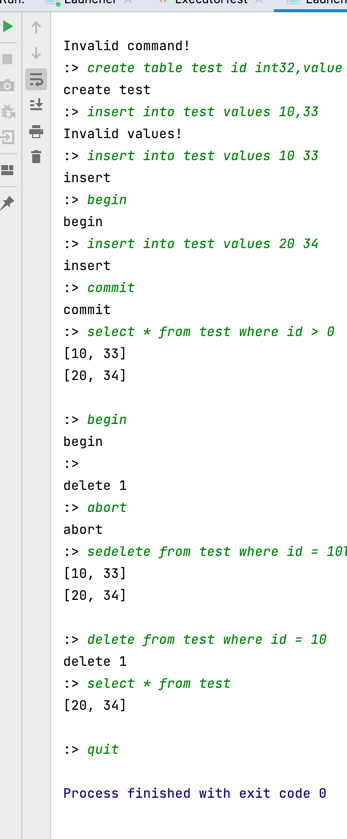 Run:
Launcher
ExecutorTest
Invalid command!
:> create table test id int32,value
create test
:> insert into test values 10,33
Invalid values!
:> insert into test values 10 33
insert
:> begin
begin
:> insert into test values 20 34
insert
:> commit
commit
:> select * from test where id > 0
[10, 33]
[20, 34]
:> begin
begin
:>
delete 1
:> abort
abort
:> sedelete from test where id = 10
[10, 33]
[20, 34]
:> delete from test where id = 10
delete 1
:> select * from test
[20, 34]
:> quit
Process finished with exit code 0